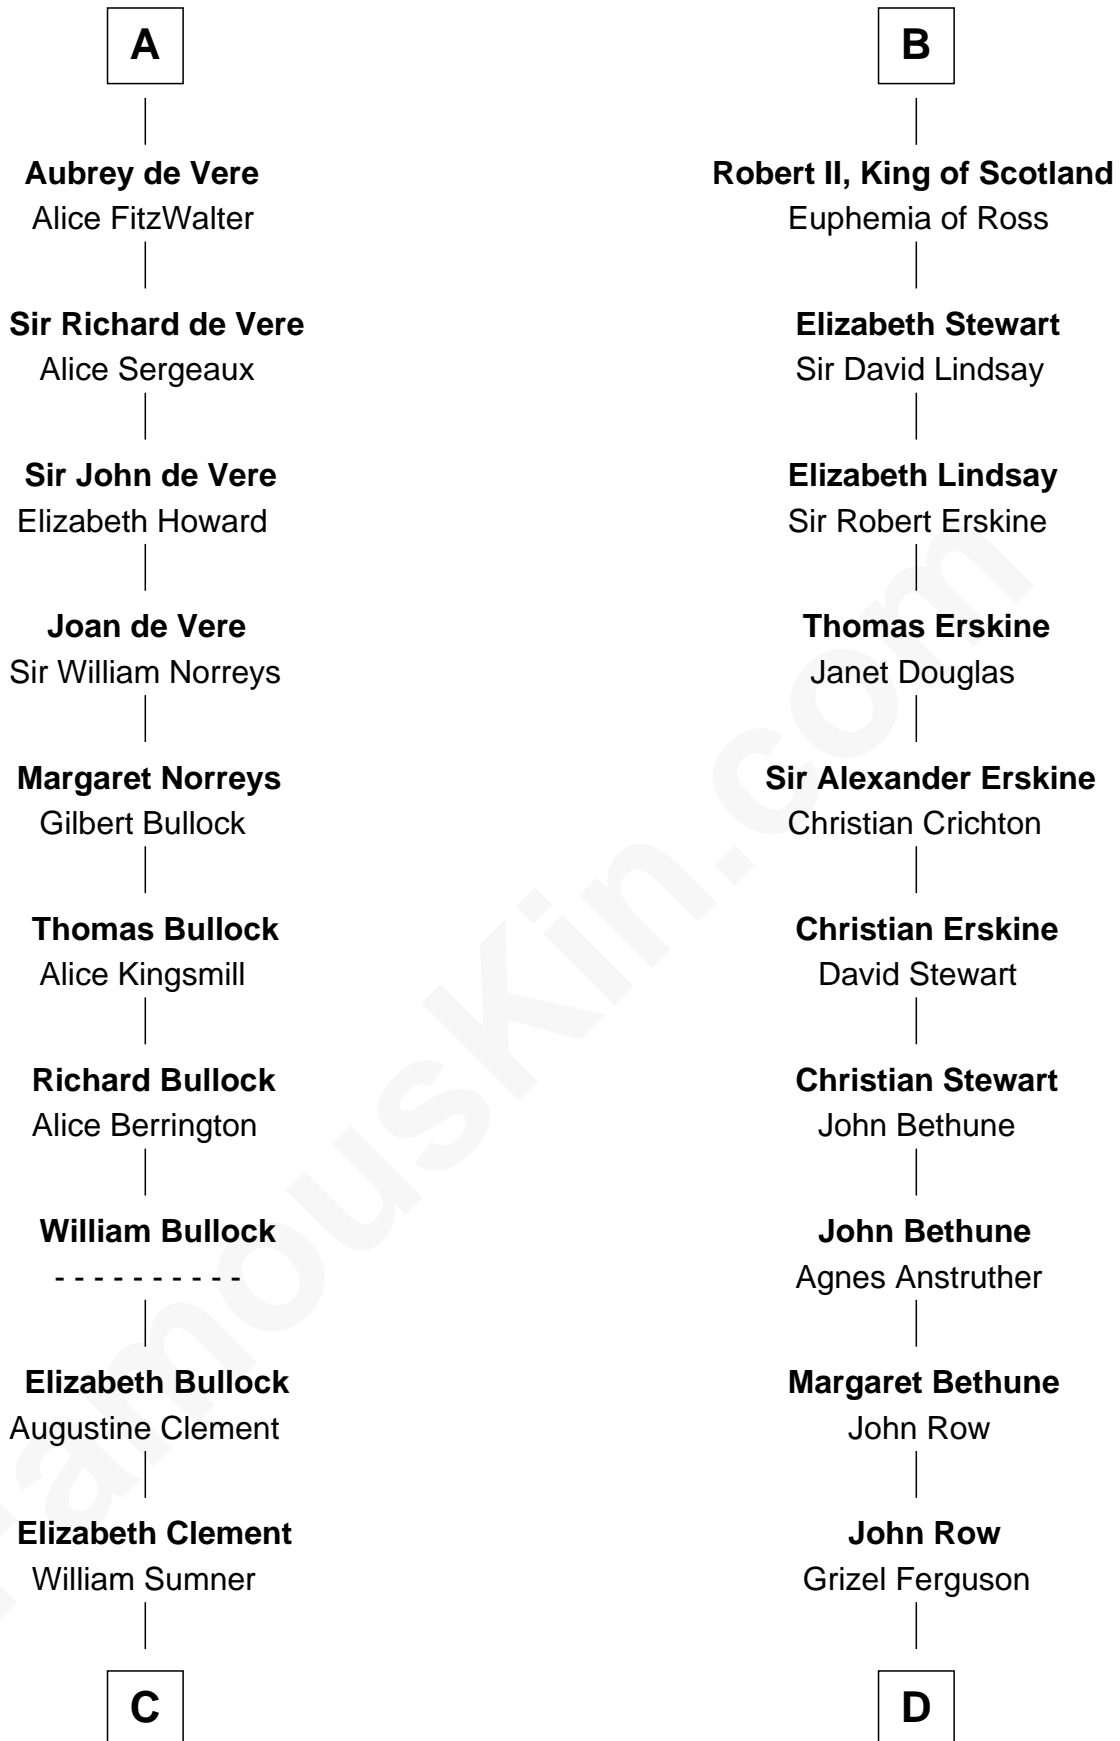 A
Aubrey de Vere
Alice FitzWalter
Sir Richard de Vere
Alice Sergeaux
Sir John de Vere
Elizabeth Howard
Joan de Vere
Sir William Norreys
Margaret Norreys
Gilbert Bullock
Thomas Bullock
Alice Kingsmill
Richard Bullock
Alice Berrington
William Bullock
- - - - - - - - - -
Elizabeth Bullock
Augustine Clement
Elizabeth Clement
William Sumner
C
B
Robert II, King of Scotland
Euphemia of Ross
Elizabeth Stewart
Sir David Lindsay
Elizabeth Lindsay
Sir Robert Erskine
Thomas Erskine
Janet Douglas
Sir Alexander Erskine
Christian Crichton
Christian Erskine
David Stewart
Christian Stewart
John Bethune
John Bethune
Agnes Anstruther
Margaret Bethune
John Row
John Row
Grizel Ferguson
D
FamousKin.com